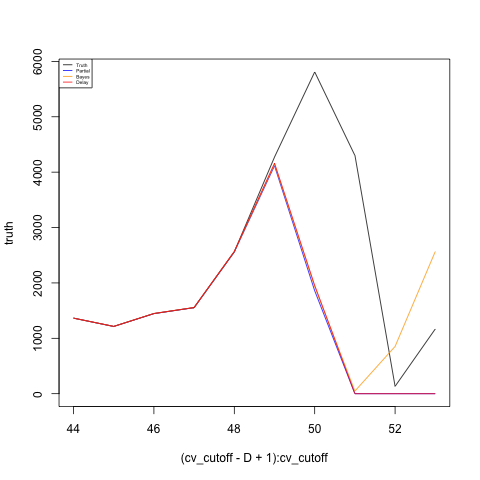 Truth
Partial
Bayes
Delay
truth
0
1000
2000
3000
4000
5000
6000
44
46
48
50
52
(cv_cutoff - D + 1):cv_cutoff